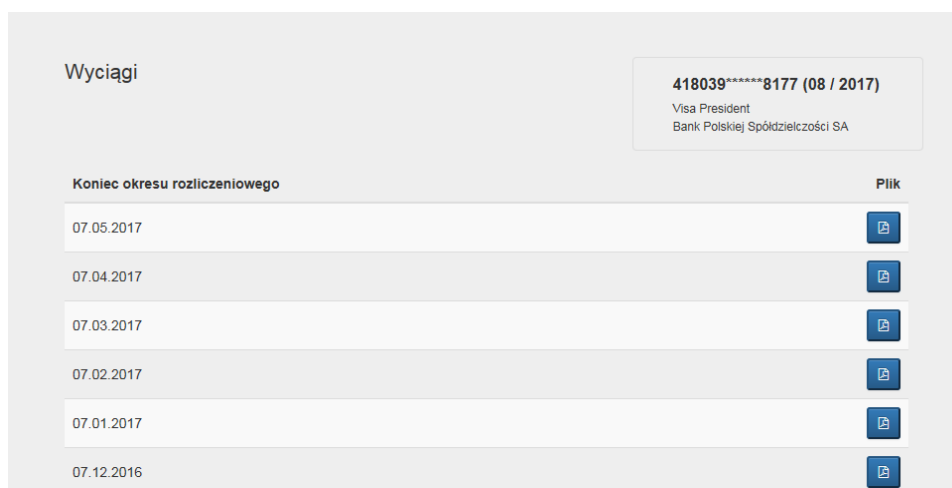 Wyciągi
418039******8177 (08 / 2017)
Visa President
Bank Polskiej Spółdzielczości SA
Koniec okresu rozliczeniowego Plik
07.05.2017
07.04.2017
07.03.2017
07.02.2017
07.01.2017
07.12.2016